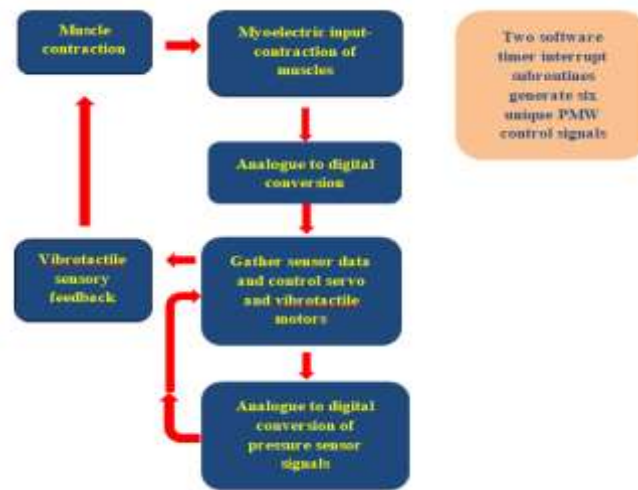 Muscle
contraction
Myoelectric input-
contraction of
muscles
Two software
timer interrupt
subroutines
generate six
unique PMW
control signals
Analogue to digital
conversion
Vibrotactile
sensory
feedback
Gather sensor data
and control servo
and vibrotactile
motors
Analogue to digital
conversion of
pressure sensor
signals